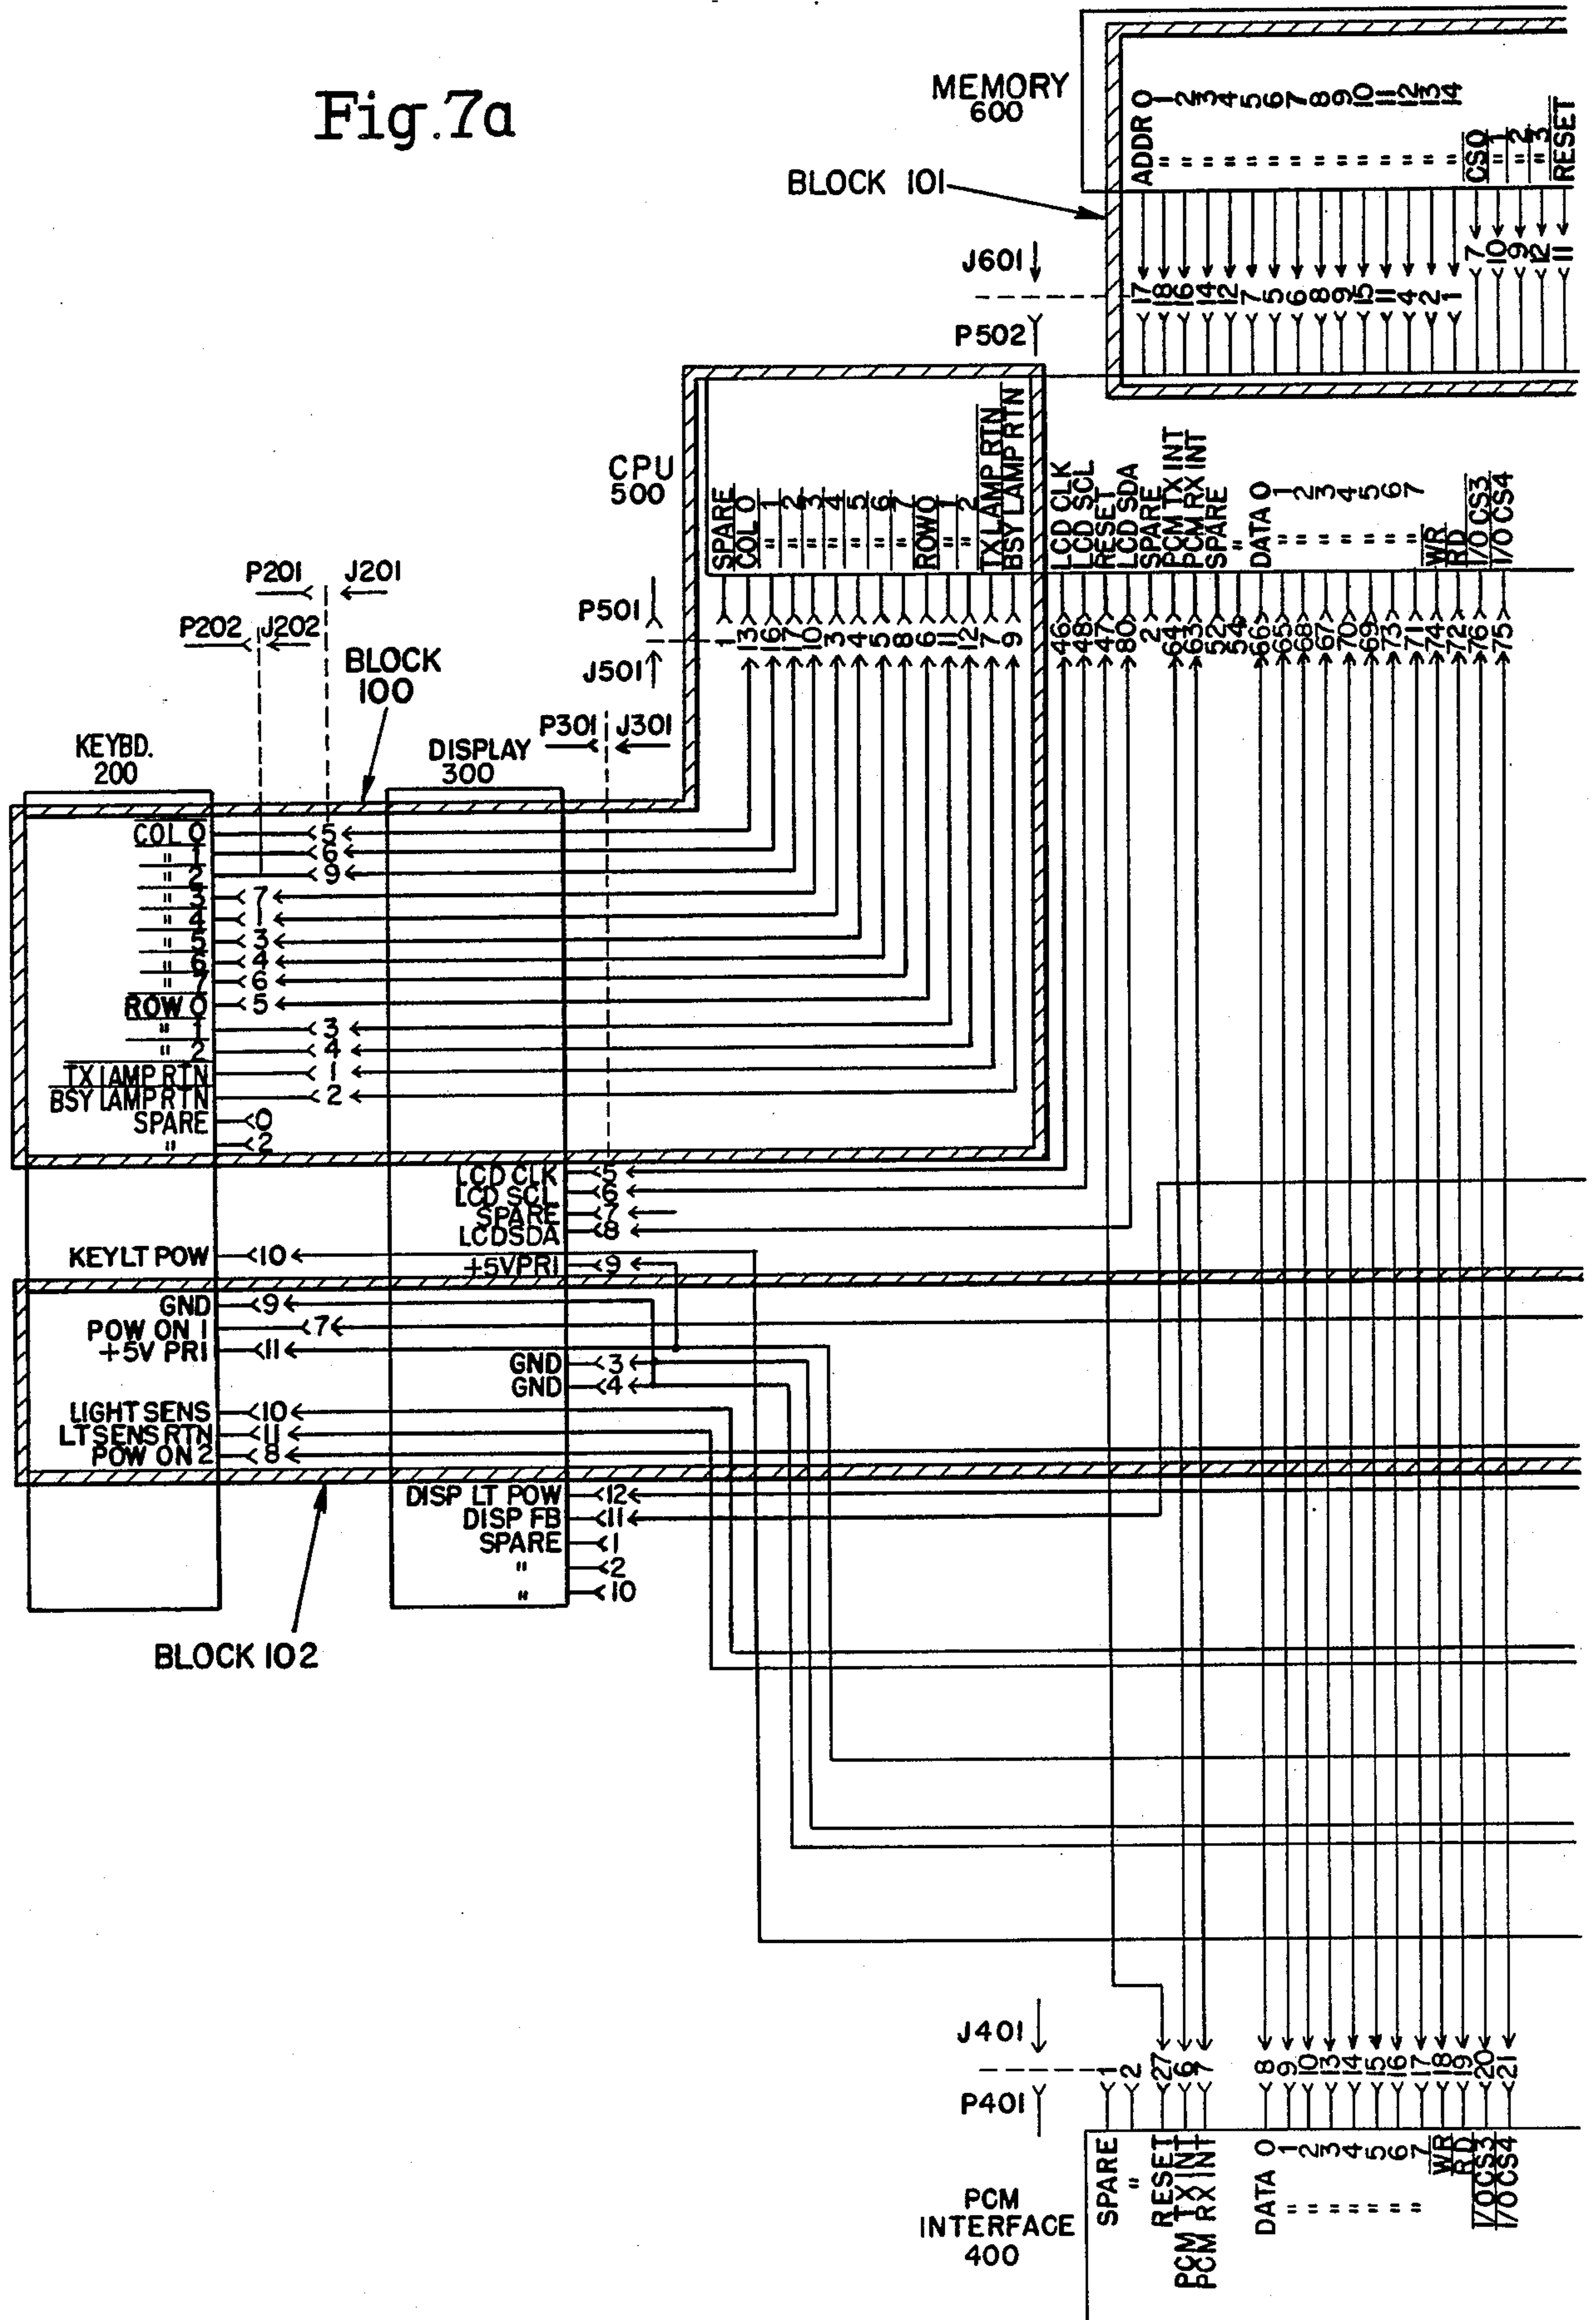 Fig.7a
MEMORY
600
BLOCK 101
ADDR 0
" 1
" 2
" 3
" 4
" 5
" 6
" 7
" 8
" 9
" 10
" 11
" 12
" 13
" 14
CS0
" 1
" 2
" 3
RESET
J601
17 18 16 14 12 7 5 6 8 9 15 11 4 2 1
7 10 9 12 11
P502
CPU
500
SPARE
COL 0
" 1
" 2
" 3
" 4
" 5
" 6
" 7
ROW 0
" 1
" 2
TX LAMP RTN
BSY LAMP RTN
LCD CLK
LCD SCL
RESET
LCD SDA
SPARE
PCM TX INT
PCM RX INT
SPARE
"
DATA 0
" 1
" 2
" 3
" 4
" 5
" 6
" 7
WR
RD
I/O CS3
I/O CS4
P501
J501
1 13 16 17 10 3 4 5 8 6 11 12 7 9
46 48 47 80 2 64 63 52 54 66 65 68 67 70 69 73 71 74 72 76 75
P201 J201
P202 J202
BLOCK
100
P301 J301
KEYBD.
200
DISPLAY
300
COL 0 5
" 1 6
" 2 9
" 3 7
" 4 1
" 5 3
" 6 4
" 7 6
ROW 0 5
" 1 3
" 2 4
TX LAMP RTN 1
BSY LAMP RTN 2
SPARE 0
" 2
LCD CLK 5
LCD SCL 6
SPARE 7
LCDSDA 8
KEYLT POW 10
+5VPRI 9
GND 9
POW ON 1 7
+5V PRI 11
GND 3
GND 4
LIGHT SENS 10
LT SENS RTN 11
POW ON 2 8
DISP LT POW 12
DISP FB 11
SPARE 1
" 2
" 10
BLOCK 102
J401
P401
1 2 27 6 7 8 9 10 13 14 15 16 17 18 19 20 21
PCM
INTERFACE
400
SPARE
"
RESET
PCM TX INT
PCM RX INT
DATA 0
" 1
" 2
" 3
" 4
" 5
" 6
" 7
WR
RD
I/O CS3
I/O CS4